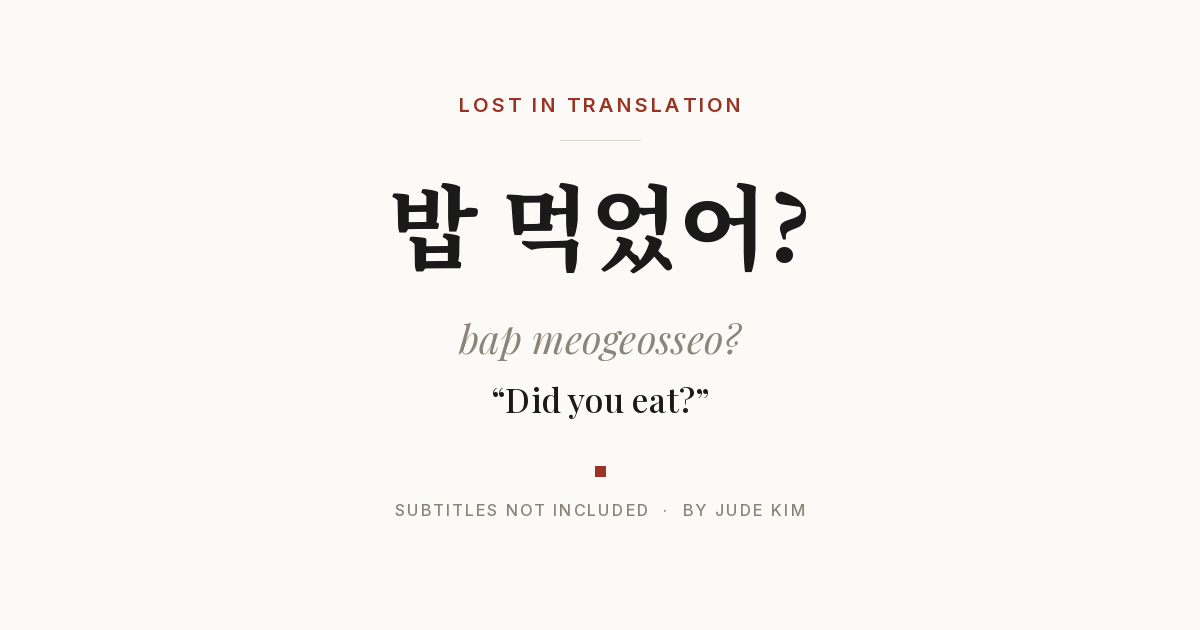 LOST IN TRANSLATION
밥 먹었어?
bap meogeosseo?
“Did you eat?”
SUBTITLES NOT INCLUDED · BY JUDE KIM